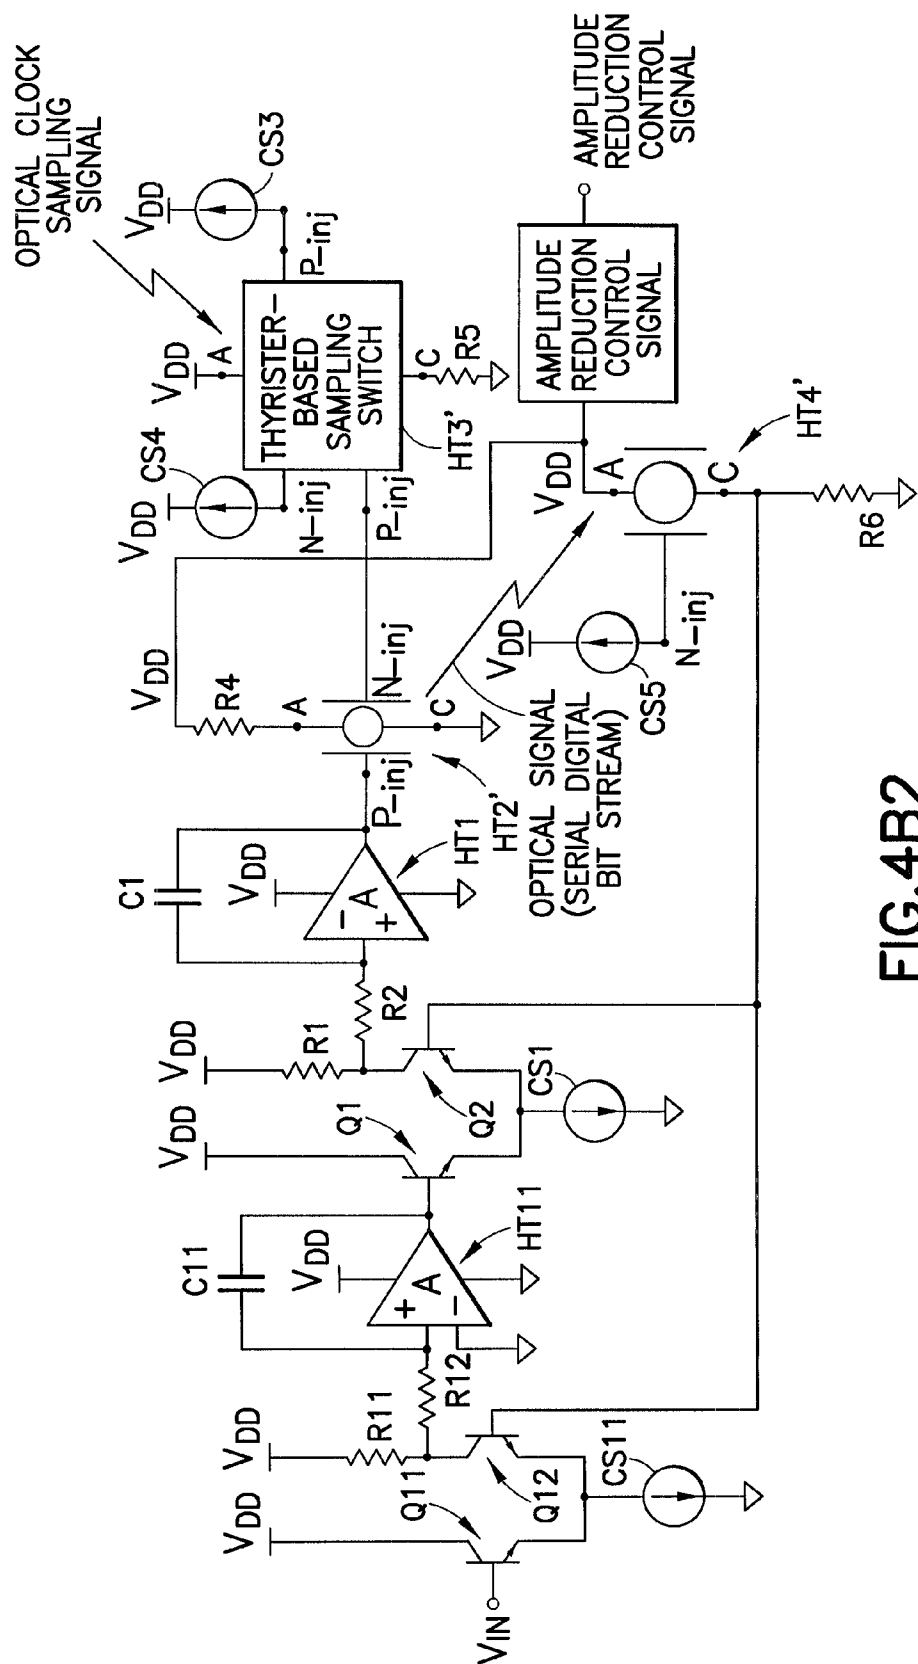 OPTICAL CLOCK
SAMPLING
SIGNAL
VDD
CS3
P-inj
VDD
A
THYRISTER-
BASED
SAMPLING
SWITCH
C
R5
HT3'
CS4
VDD
N-inj
P-inj
AMPLITUDE
REDUCTION
CONTROL
SIGNAL
AMPLITUDE
REDUCTION
CONTROL
SIGNAL
VDD
A
C
HT4'
R6
VDD
CS5
N-inj
VDD
R4
A
N-inj
C
P-inj
HT2'
OPTICAL SIGNAL
(SERIAL DIGITAL
BIT STREAM)
C1
VDD
- A +
HT1
R2
VDD
R1
Q2
VDD
Q1
CS1
C11
VDD
+ A -
HT11
R12
VDD
R11
Q12
VDD
Q11
CS11
VIN
FIG.4B2